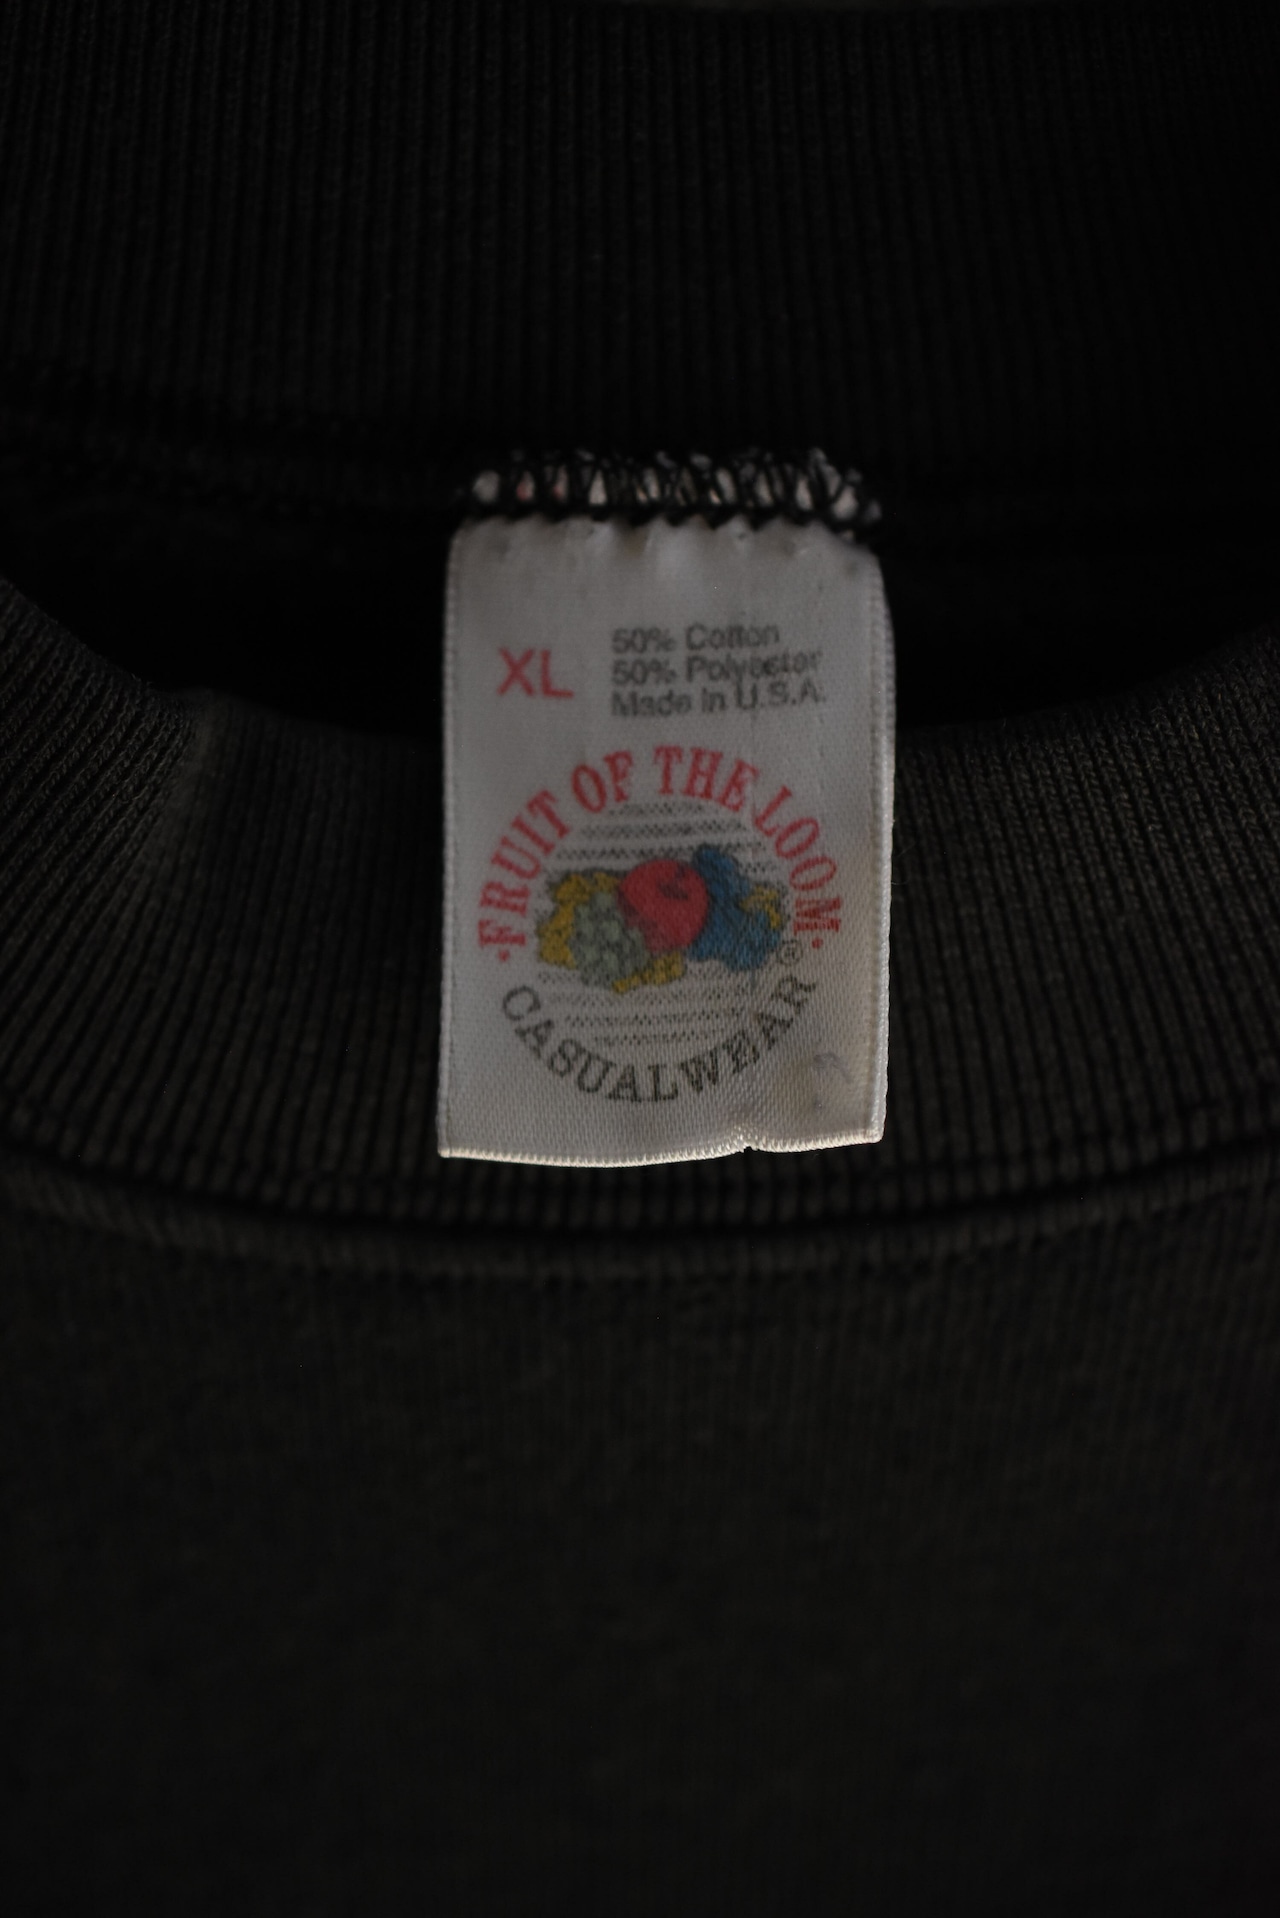 XL
50% Cotton
50% Polyester
Made in U.S.A.
·FRUIT OF THE LOOM·
®
CASUALWEAR